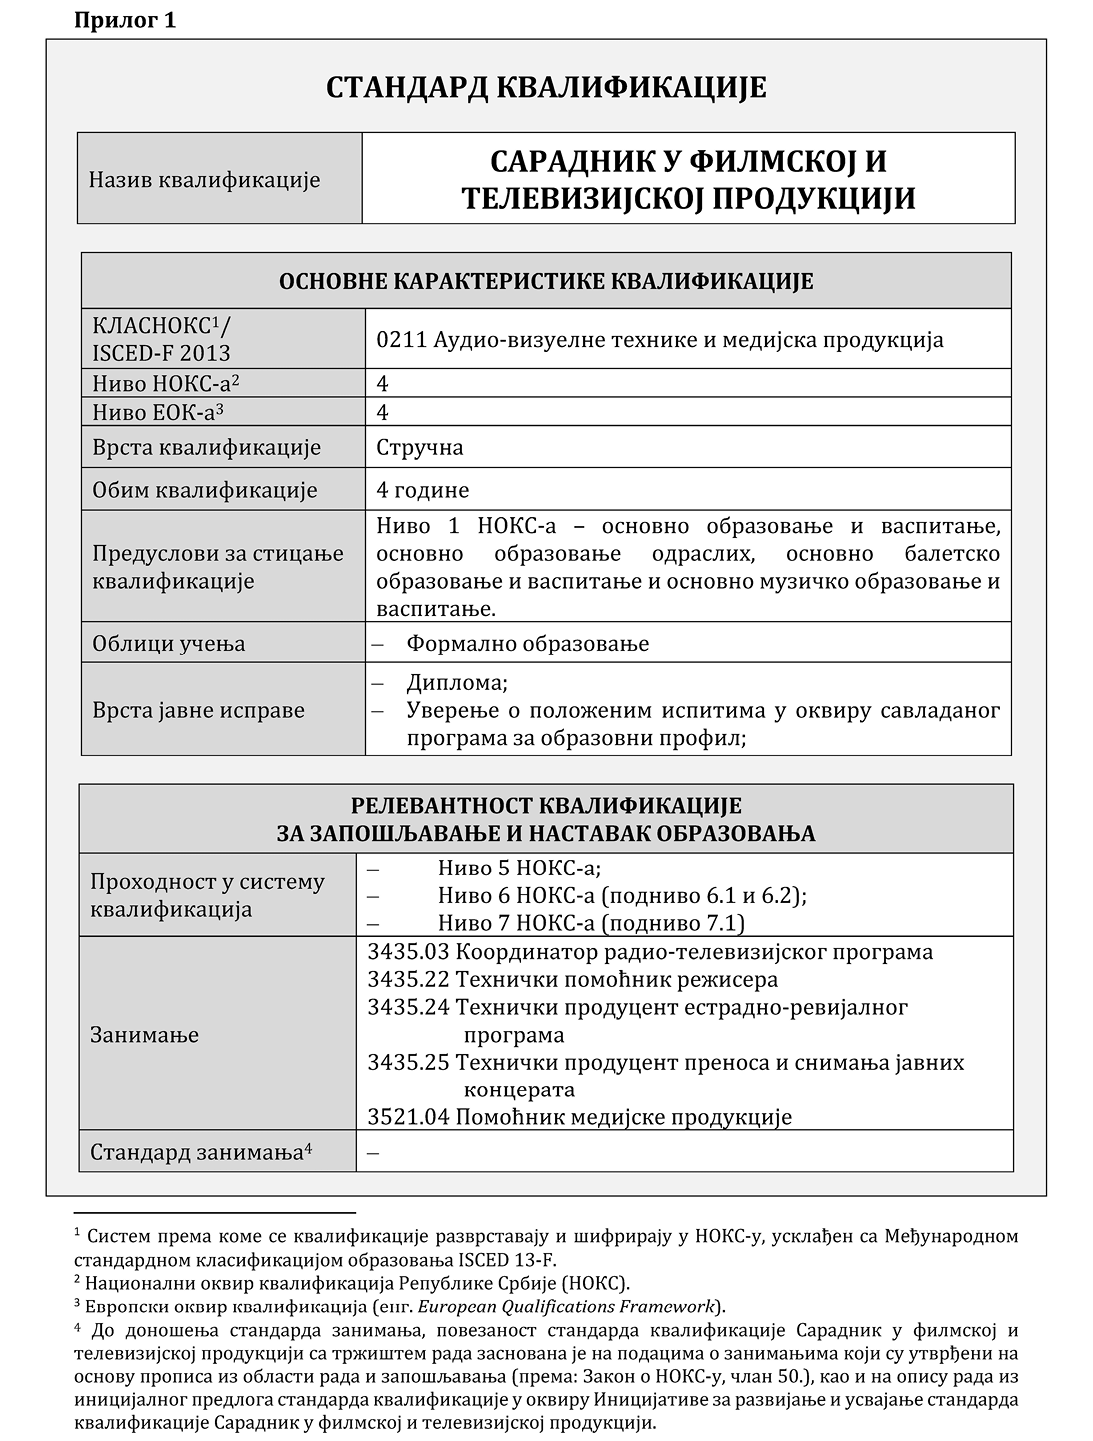 Прилог 1
СТАНДАРД КВАЛИФИКАЦИЈЕ
Назив квалификације
САРАДНИК У ФИЛМСКОЈ И
ТЕЛЕВИЗИЈСКОЈ ПРОДУКЦИЈИ
ОСНОВНЕ КАРАКТЕРИСТИКЕ КВАЛИФИКАЦИЈЕ
КЛАСНОКС¹/
ISCED-F 2013
0211 Аудио-визуелне технике и медијска продукција
Ниво НОКС-а²
4
Ниво ЕОК-а³
4
Врста квалификације
Стручна
Обим квалификације
4 године
Предуслови за стицање
квалификације
Ниво 1 НОКС-а – основно образовање и васпитање,
основно образовање одраслих, основно балетско
образовање и васпитање и основно музичко образовање и
васпитање.
Облици учења
– Формално образовање
Врста јавне исправе
– Диплома;
– Уверење о положеним испитима у оквиру савладаног
програма за образовни профил;
РЕЛЕВАНТНОСТ КВАЛИФИКАЦИЈЕ
ЗА ЗАПОШЉАВАЊЕ И НАСТАВАК ОБРАЗОВАЊА
Проходност у систему
квалификација
– Ниво 5 НОКС-а;
– Ниво 6 НОКС-а (подниво 6.1 и 6.2);
– Ниво 7 НОКС-а (подниво 7.1)
Занимање
3435.03 Координатор радио-телевизијског програма
3435.22 Технички помоћник режисера
3435.24 Технички продуцент естрадно-ревијалног
програма
3435.25 Технички продуцент преноса и снимања јавних
концерата
3521.04 Помоћник медијске продукције
Стандард занимања⁴
–
¹ Систем према коме се квалификације разврставају и шифрирају у НОКС-у, усклађен са Међународном
стандардном класификацијом образовања ISCED 13-F.
² Национални оквир квалификација Републике Србије (НОКС).
³ Европски оквир квалификација (енг. European Qualifications Framework).
⁴ До доношења стандарда занимања, повезаност стандарда квалификације Сарадник у филмској и
телевизијској продукцији са тржиштем рада заснована је на подацима о занимањима који су утврђени на
основу прописа из области рада и запошљавања (према: Закон о НОКС-у, члан 50.), као и на опису рада из
иницијалног предлога стандарда квалификације у оквиру Иницијативе за развијање и усвајање стандарда
квалификације Сарадник у филмској и телевизијској продукцији.